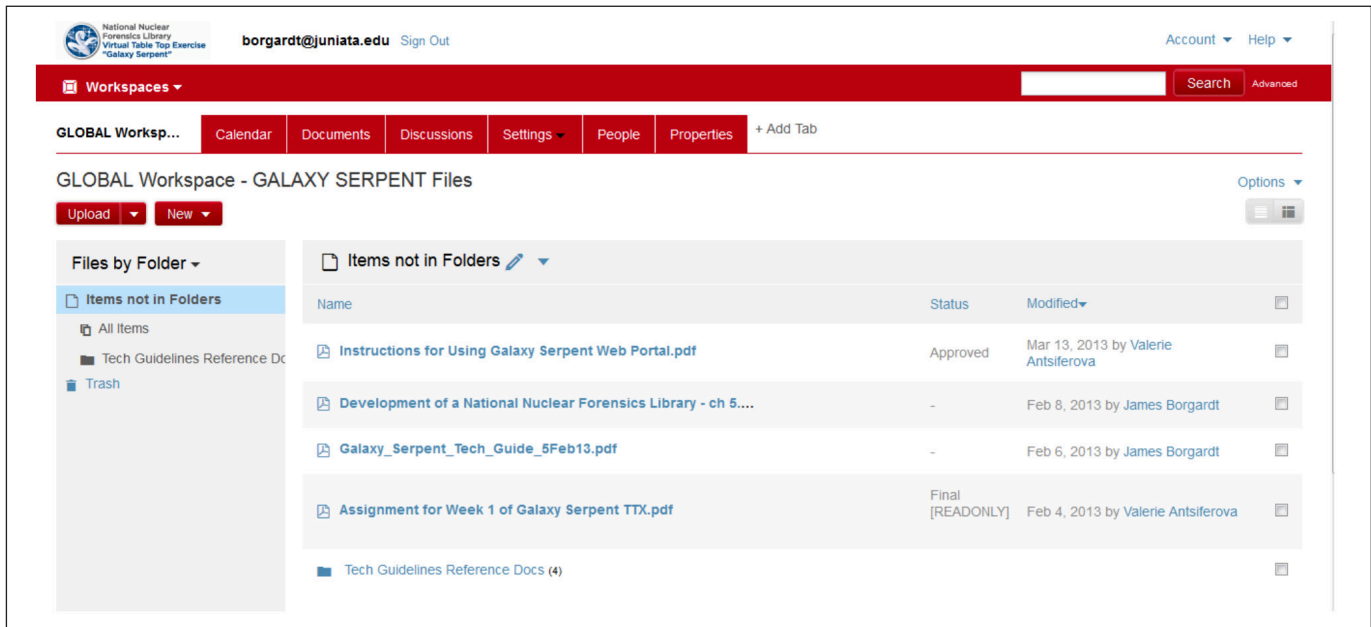 National Nuclear
Forensics Library
Virtual Table Top Exercise
"Galaxy Serpent"
borgardt@juniata.edu Sign Out
Account Help
Workspaces
Search Advanced
GLOBAL Worksp... Calendar Documents Discussions Settings People Properties + Add Tab
GLOBAL Workspace - GALAXY SERPENT Files
Options
Upload New
Files by Folder
Items not in Folders
All Items
Tech Guidelines Reference Dc
Trash
Items not in Folders
Name Status Modified
Instructions for Using Galaxy Serpent Web Portal.pdf Approved Mar 13, 2013 by Valerie
Antsiferova
Development of a National Nuclear Forensics Library - ch 5.... - Feb 8, 2013 by James Borgardt
Galaxy_Serpent_Tech_Guide_5Feb13.pdf - Feb 6, 2013 by James Borgardt
Assignment for Week 1 of Galaxy Serpent TTX.pdf Final
[READONLY] Feb 4, 2013 by Valerie Antsiferova
Tech Guidelines Reference Docs (4)